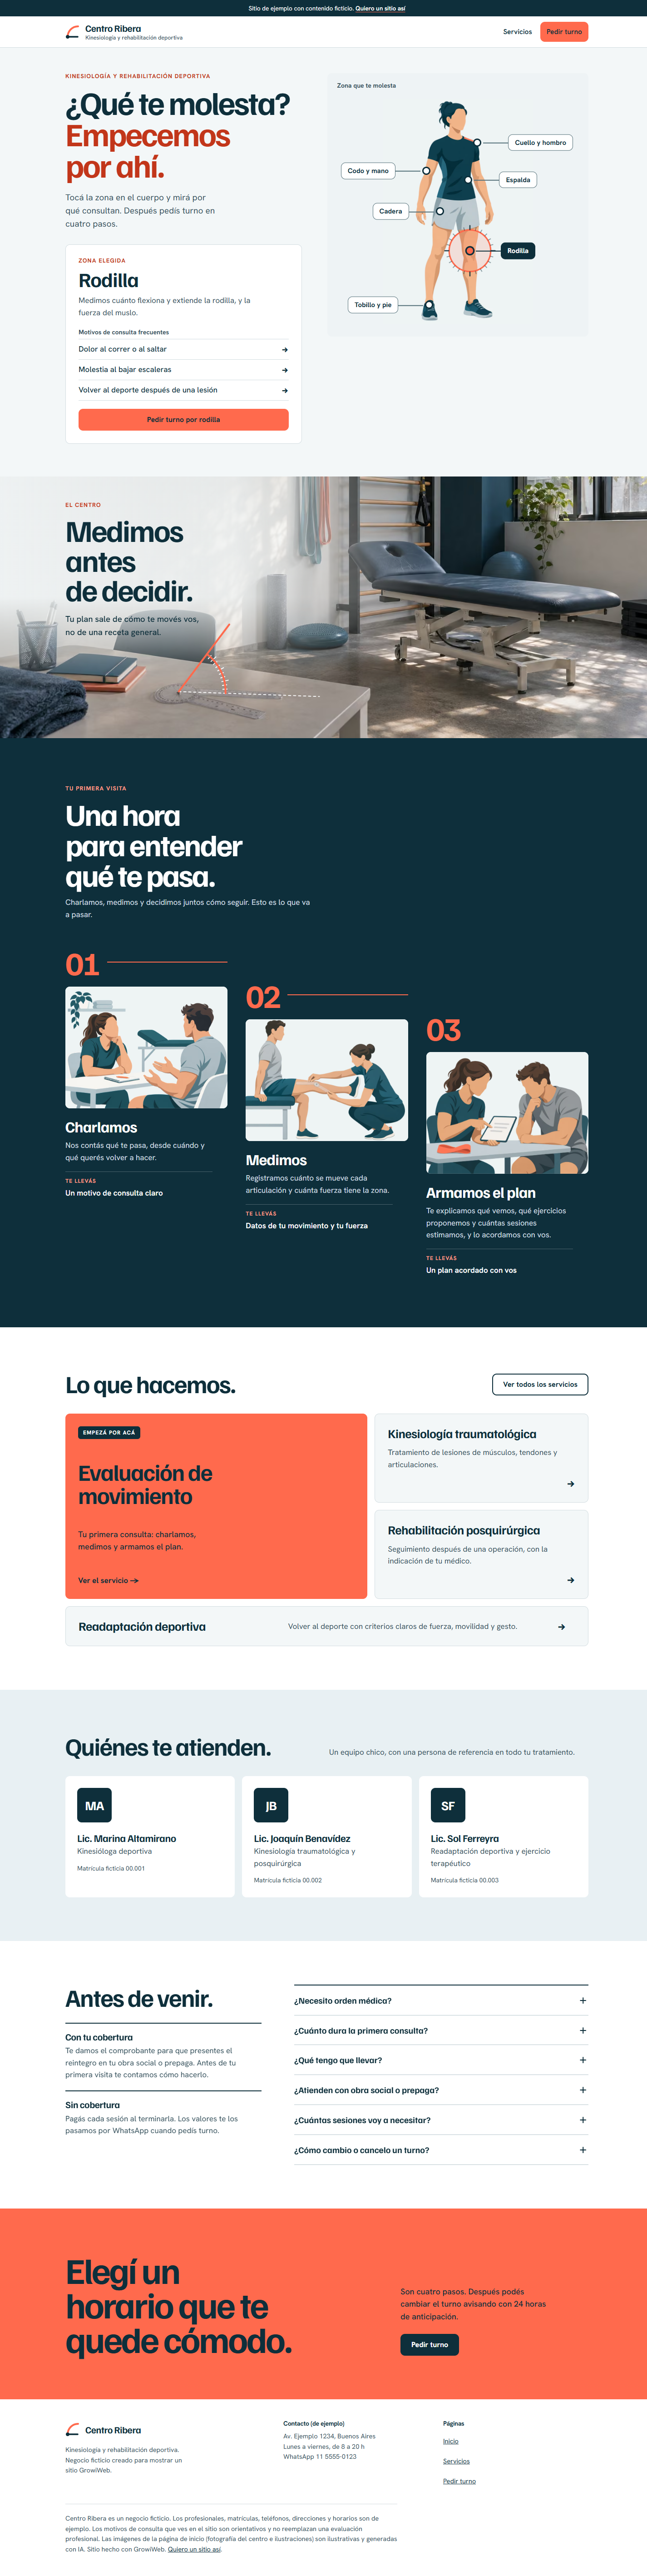 Sitio de ejemplo con contenido ficticio. Quiero un sitio así
Centro Ribera
Kinesiología y rehabilitación deportiva
Servicios
Pedir turno
KINESIOLOGÍA Y REHABILITACIÓN DEPORTIVA
¿Qué te molesta?
Empecemos
por ahí.
Tocá la zona en el cuerpo y mirá por
qué consultan. Después pedís turno en
cuatro pasos.
ZONA ELEGIDA
Rodilla
Medimos cuánto flexiona y extiende la rodilla, y la
fuerza del muslo.
Motivos de consulta frecuentes
Dolor al correr o al saltar
Molestia al bajar escaleras
Volver al deporte después de una lesión
Pedir turno por rodilla
Zona que te molesta
Cuello y hombro
Codo y mano
Espalda
Cadera
Rodilla
Tobillo y pie
EL CENTRO
Medimos
antes
de decidir.
Tu plan sale de cómo te movés vos,
no de una receta general.
TU PRIMERA VISITA
Una hora
para entender
qué te pasa.
Charlamos, medimos y decidimos juntos cómo seguir. Esto es lo que va
a pasar.
01
Charlamos
Nos contás qué te pasa, desde cuándo y
qué querés volver a hacer.
TE LLEVÁS
Un motivo de consulta claro
02
Medimos
Registramos cuánto se mueve cada
articulación y cuánta fuerza tiene la zona.
TE LLEVÁS
Datos de tu movimiento y tu fuerza
03
Armamos el plan
Te explicamos qué vemos, qué ejercicios
proponemos y cuántas sesiones
estimamos, y lo acordamos con vos.
TE LLEVÁS
Un plan acordado con vos
Lo que hacemos.
Ver todos los servicios
EMPEZÁ POR ACÁ
Evaluación de
movimiento
Tu primera consulta: charlamos,
medimos y armamos el plan.
Ver el servicio
Kinesiología traumatológica
Tratamiento de lesiones de músculos, tendones y
articulaciones.
Rehabilitación posquirúrgica
Seguimiento después de una operación, con la
indicación de tu médico.
Readaptación deportiva
Volver al deporte con criterios claros de fuerza, movilidad y gesto.
Quiénes te atienden.
Un equipo chico, con una persona de referencia en todo tu tratamiento.
MA
Lic. Marina Altamirano
Kinesióloga deportiva
Matrícula ficticia 00.001
JB
Lic. Joaquín Benavídez
Kinesiología traumatológica y
posquirúrgica
Matrícula ficticia 00.002
SF
Lic. Sol Ferreyra
Readaptación deportiva y ejercicio
terapéutico
Matrícula ficticia 00.003
Antes de venir.
Con tu cobertura
Te damos el comprobante para que presentes el
reintegro en tu obra social o prepaga. Antes de tu
primera visita te contamos cómo hacerlo.
Sin cobertura
Pagás cada sesión al terminarla. Los valores te los
pasamos por WhatsApp cuando pedís turno.
¿Necesito orden médica?
¿Cuánto dura la primera consulta?
¿Qué tengo que llevar?
¿Atienden con obra social o prepaga?
¿Cuántas sesiones voy a necesitar?
¿Cómo cambio o cancelo un turno?
Elegí un
horario que te
quede cómodo.
Son cuatro pasos. Después podés
cambiar el turno avisando con 24 horas
de anticipación.
Pedir turno
Centro Ribera
Kinesiología y rehabilitación deportiva.
Negocio ficticio creado para mostrar un
sitio GrowiWeb.
Contacto (de ejemplo)
Av. Ejemplo 1234, Buenos Aires
Lunes a viernes, de 8 a 20 h
WhatsApp 11 5555-0123
Páginas
Inicio
Servicios
Pedir turno
Centro Ribera es un negocio ficticio. Los profesionales, matrículas, teléfonos, direcciones y horarios son de
ejemplo. Los motivos de consulta que ves en el sitio son orientativos y no reemplazan una evaluación
profesional. Las imágenes de la página de inicio (fotografía del centro e ilustraciones) son ilustrativas y generadas
con IA. Sitio hecho con GrowiWeb. Quiero un sitio así.